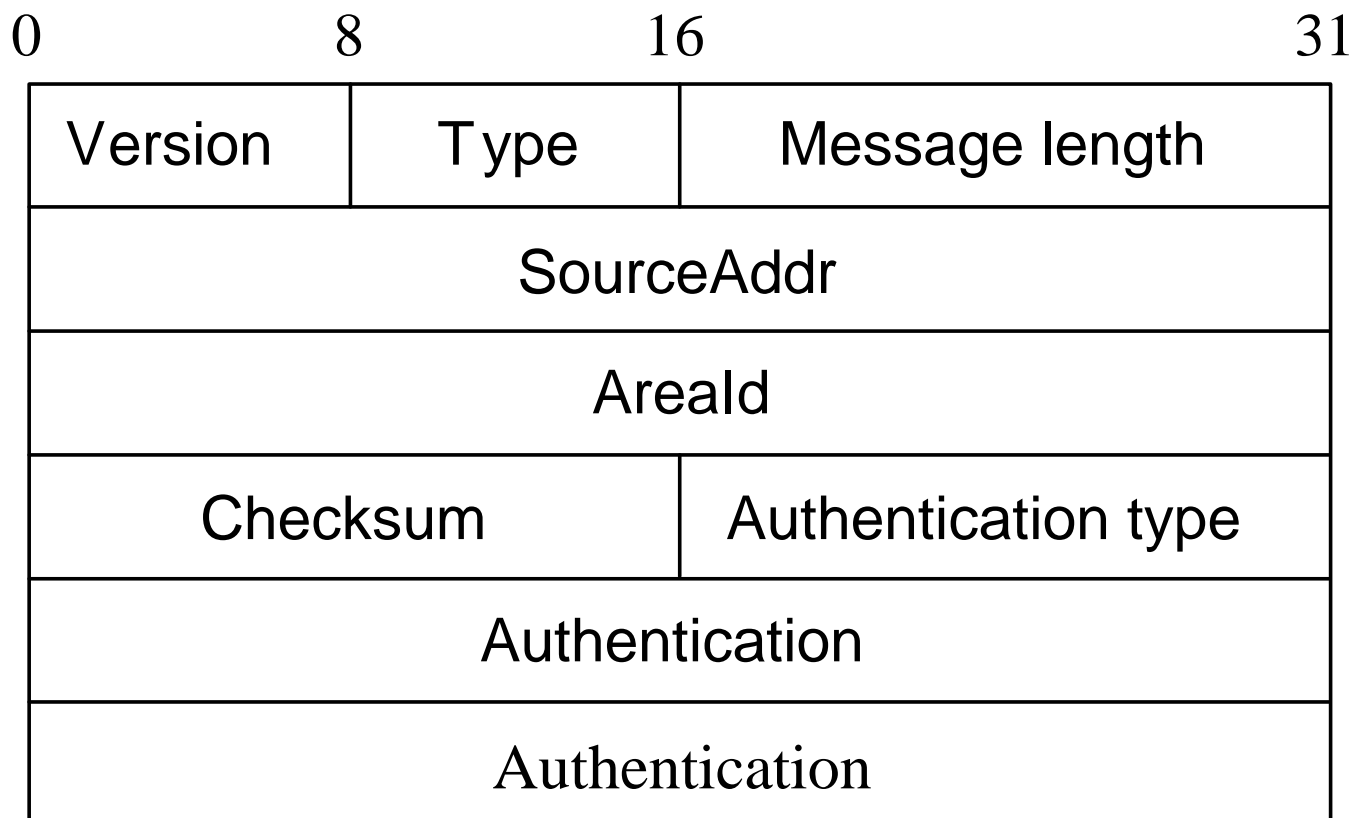 0 8 16 31
Version Type Message length
SourceAddr
AreaId
Checksum Authentication type
Authentication
Authentication